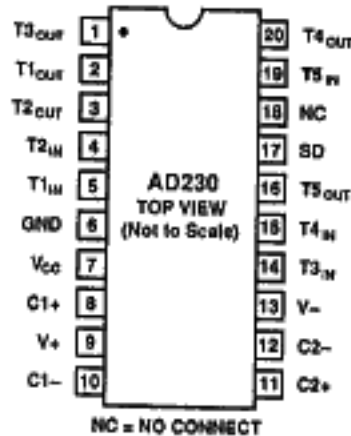 T3OUT 1 20 T4OUT
T1OUT 2 19 T5IN
T2OUT 3 18 NC
T2IN 4 17 SD
T1IN 5 16 T5OUT
GND 6 15 T4IN
VCC 7 14 T3IN
C1+ 8 13 V−
V+ 9 12 C2−
C1− 10 11 C2+
AD230
TOP VIEW
(Not to Scale)
NC = NO CONNECT